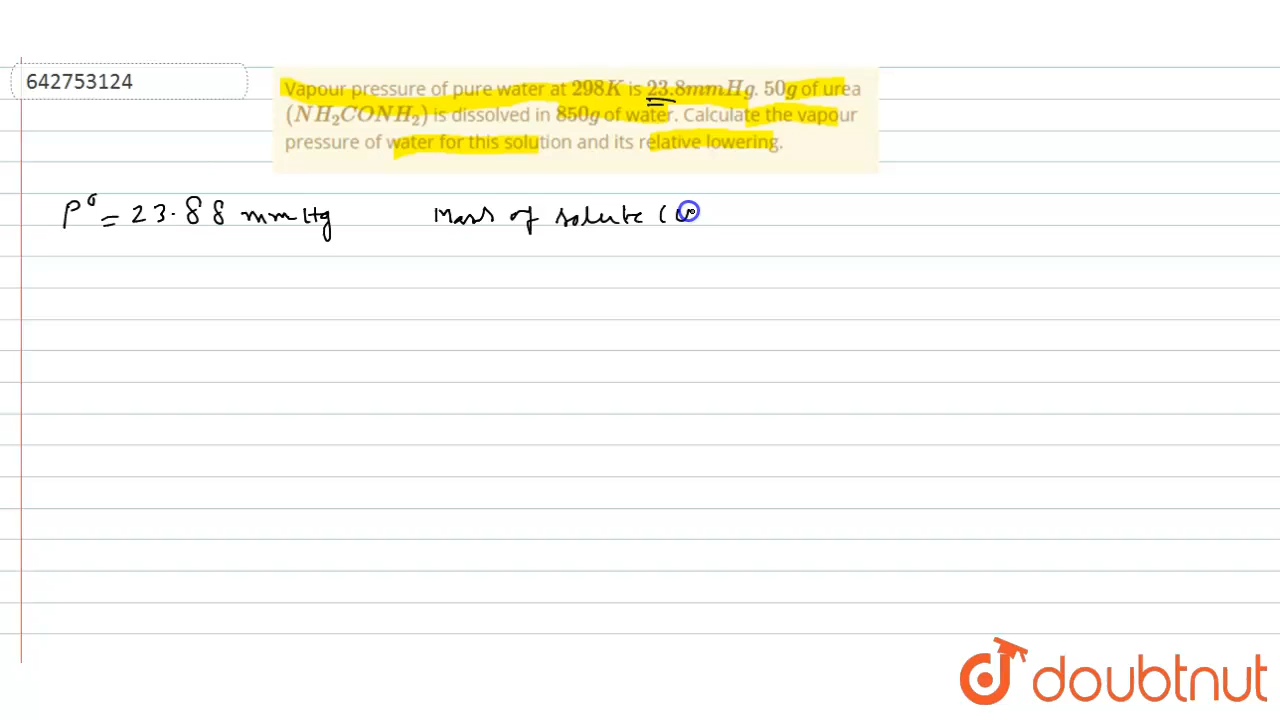 642753124
Vapour pressure of pure water at 298K is 23.8mmHg. 50g of urea
(NH₂CONH₂) is dissolved in 850g of water. Calculate the vapour
pressure of water for this solution and its relative lowering.
P° = 23.88 mm Hg Mass of solute (
doubtnut